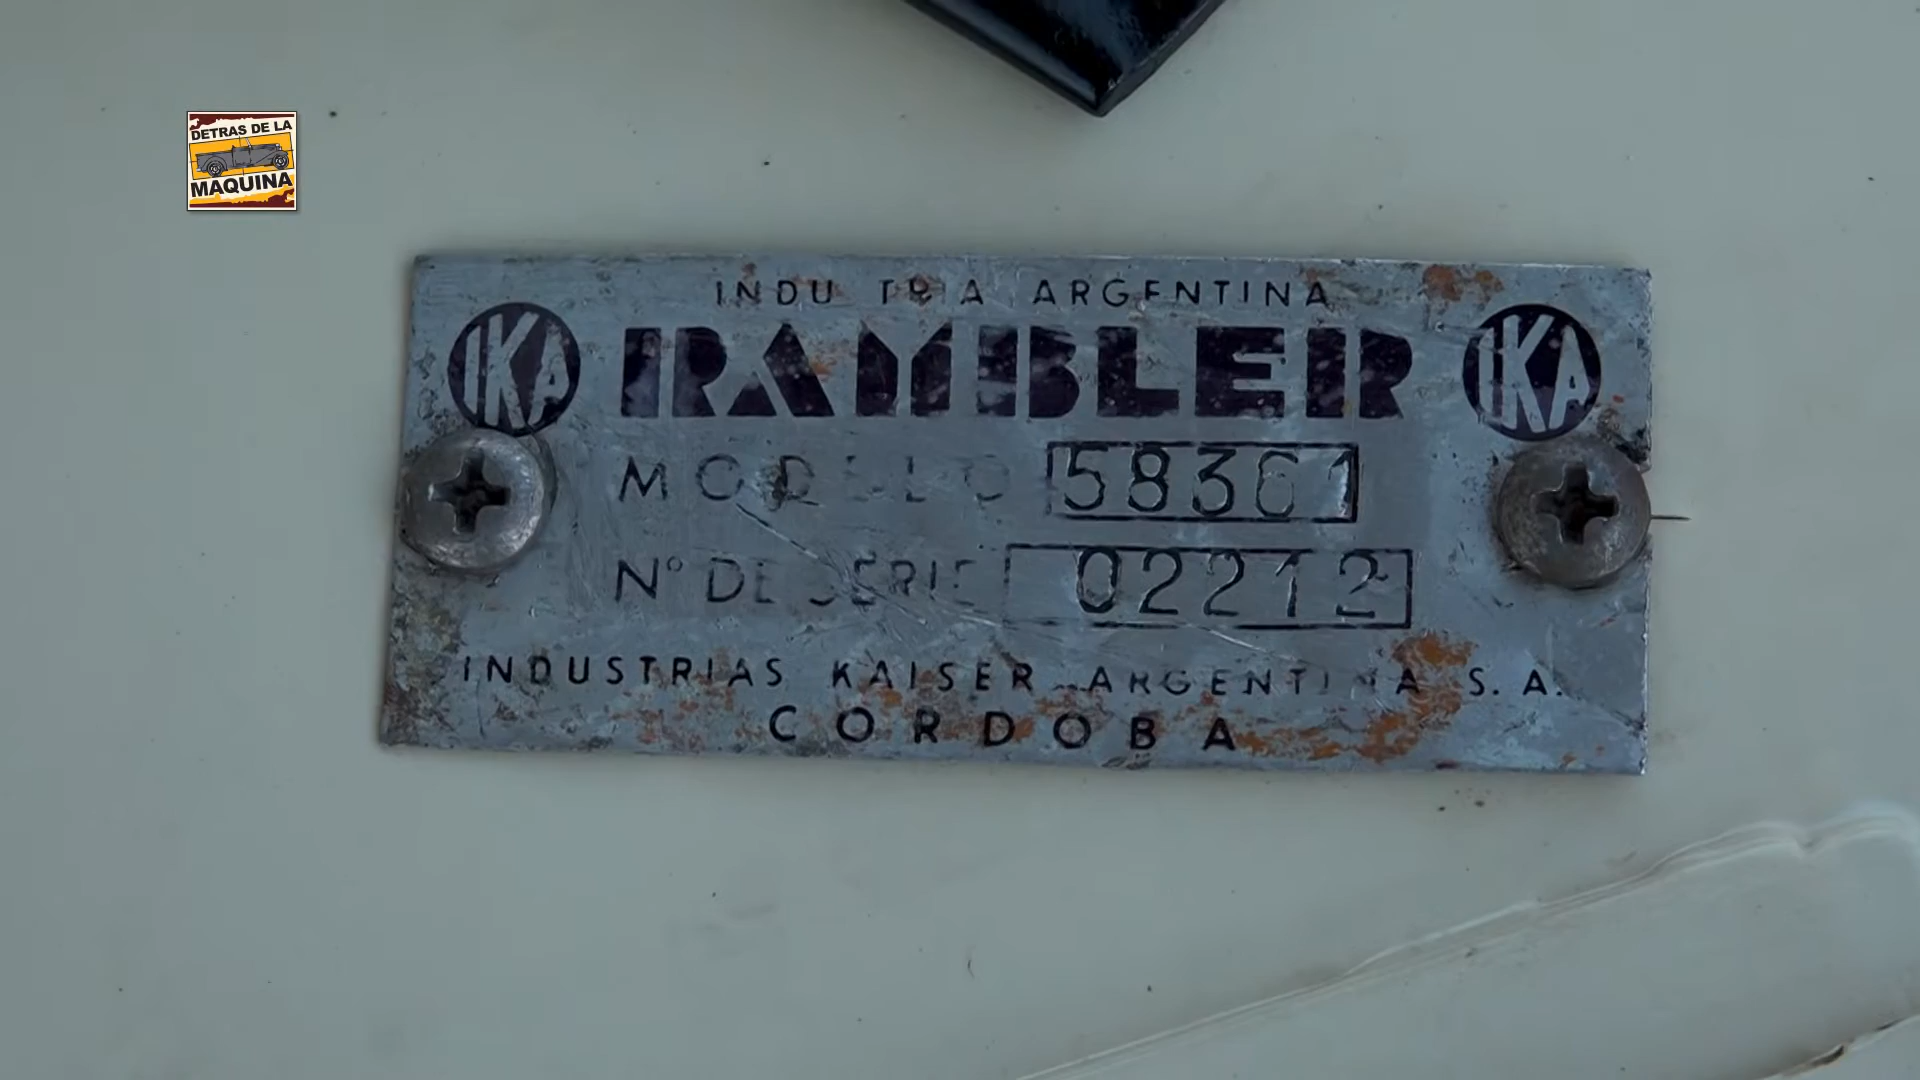 DETRAS DE LA
MAQUINA
INDU TRIA ARGENTINA
IKA RAMBLER IKA
MODELO 58361
Nº DE SERIE 02212
INDUSTRIAS KAISER ARGENTINA S. A.
CORDOBA